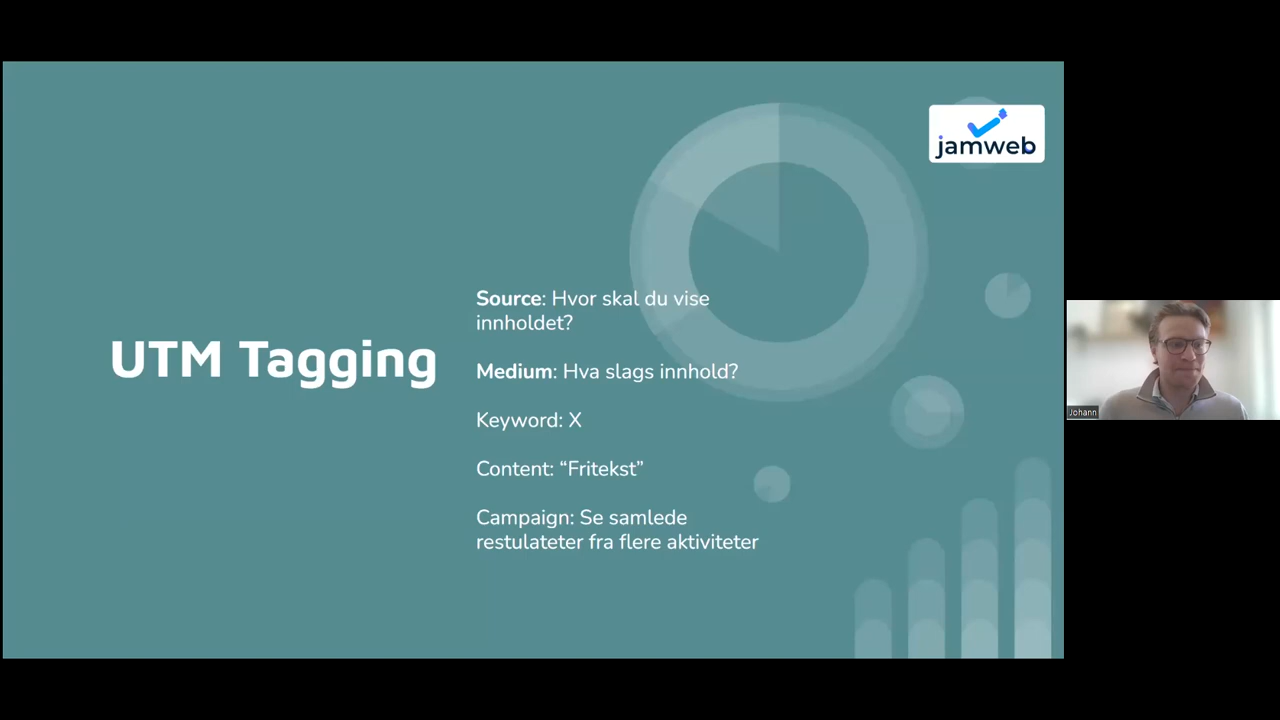 jamweb
UTM Tagging
Source: Hvor skal du vise
innholdet?
Medium: Hva slags innhold?
Keyword: X
Content: “Fritekst”
Campaign: Se samlede
restulateter fra flere aktiviteter
Johann